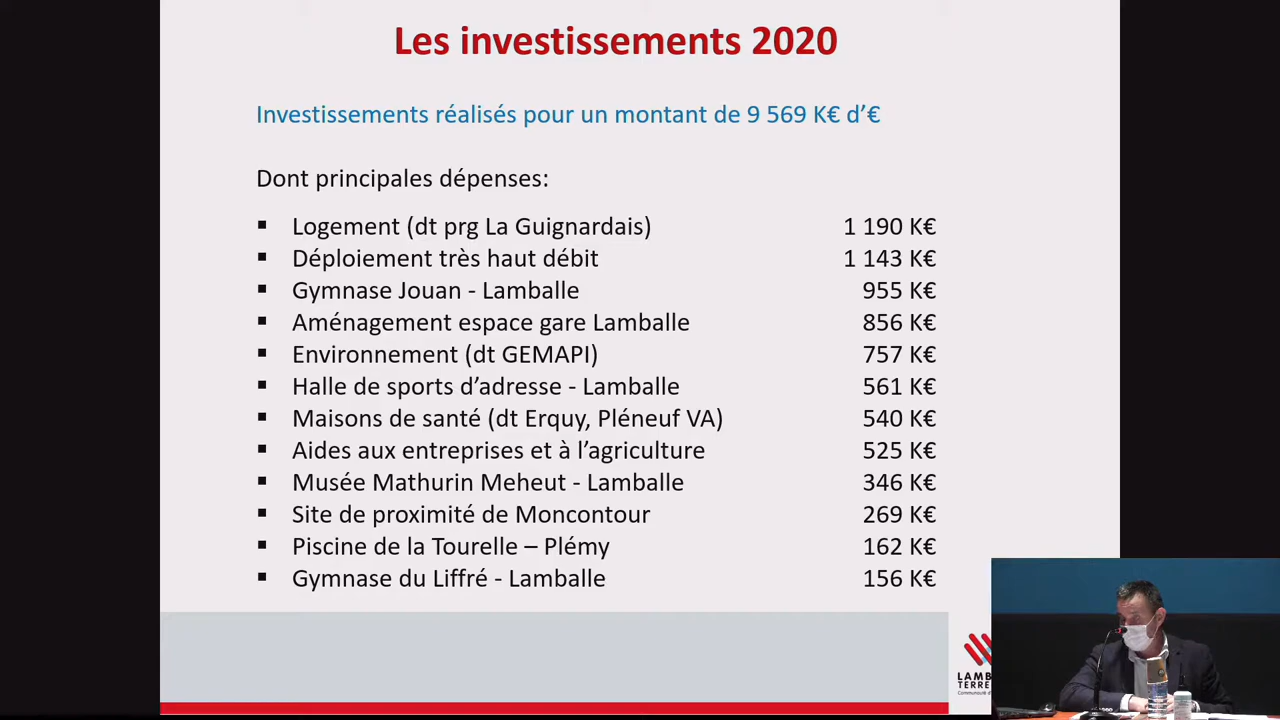 Les investissements 2020
Investissements réalisés pour un montant de 9 569 K€ d’€
Dont principales dépenses:
▪ Logement (dt prg La Guignardais) 1 190 K€
▪ Déploiement très haut débit 1 143 K€
▪ Gymnase Jouan - Lamballe 955 K€
▪ Aménagement espace gare Lamballe 856 K€
▪ Environnement (dt GEMAPI) 757 K€
▪ Halle de sports d’adresse - Lamballe 561 K€
▪ Maisons de santé (dt Erquy, Pléneuf VA) 540 K€
▪ Aides aux entreprises et à l’agriculture 525 K€
▪ Musée Mathurin Meheut - Lamballe 346 K€
▪ Site de proximité de Moncontour 269 K€
▪ Piscine de la Tourelle – Plémy 162 K€
▪ Gymnase du Liffré - Lamballe 156 K€
LAMB
TERRE